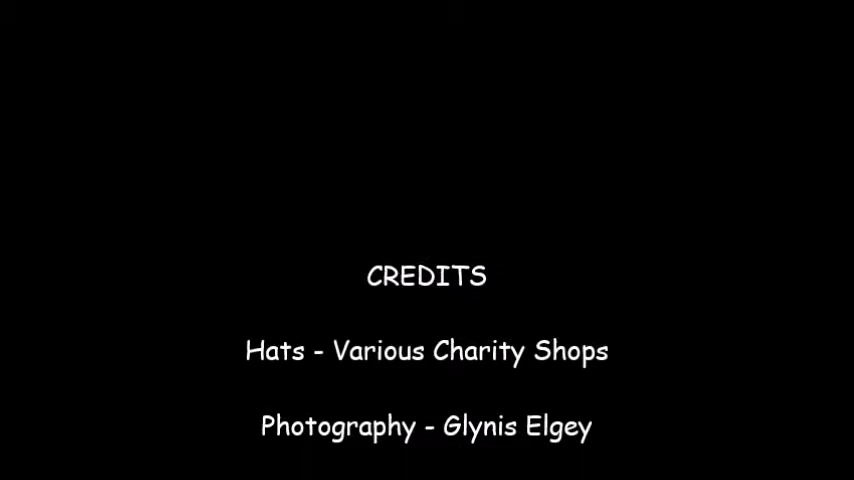 CREDITS
Hats - Various Charity Shops
Photography - Glynis Elgey